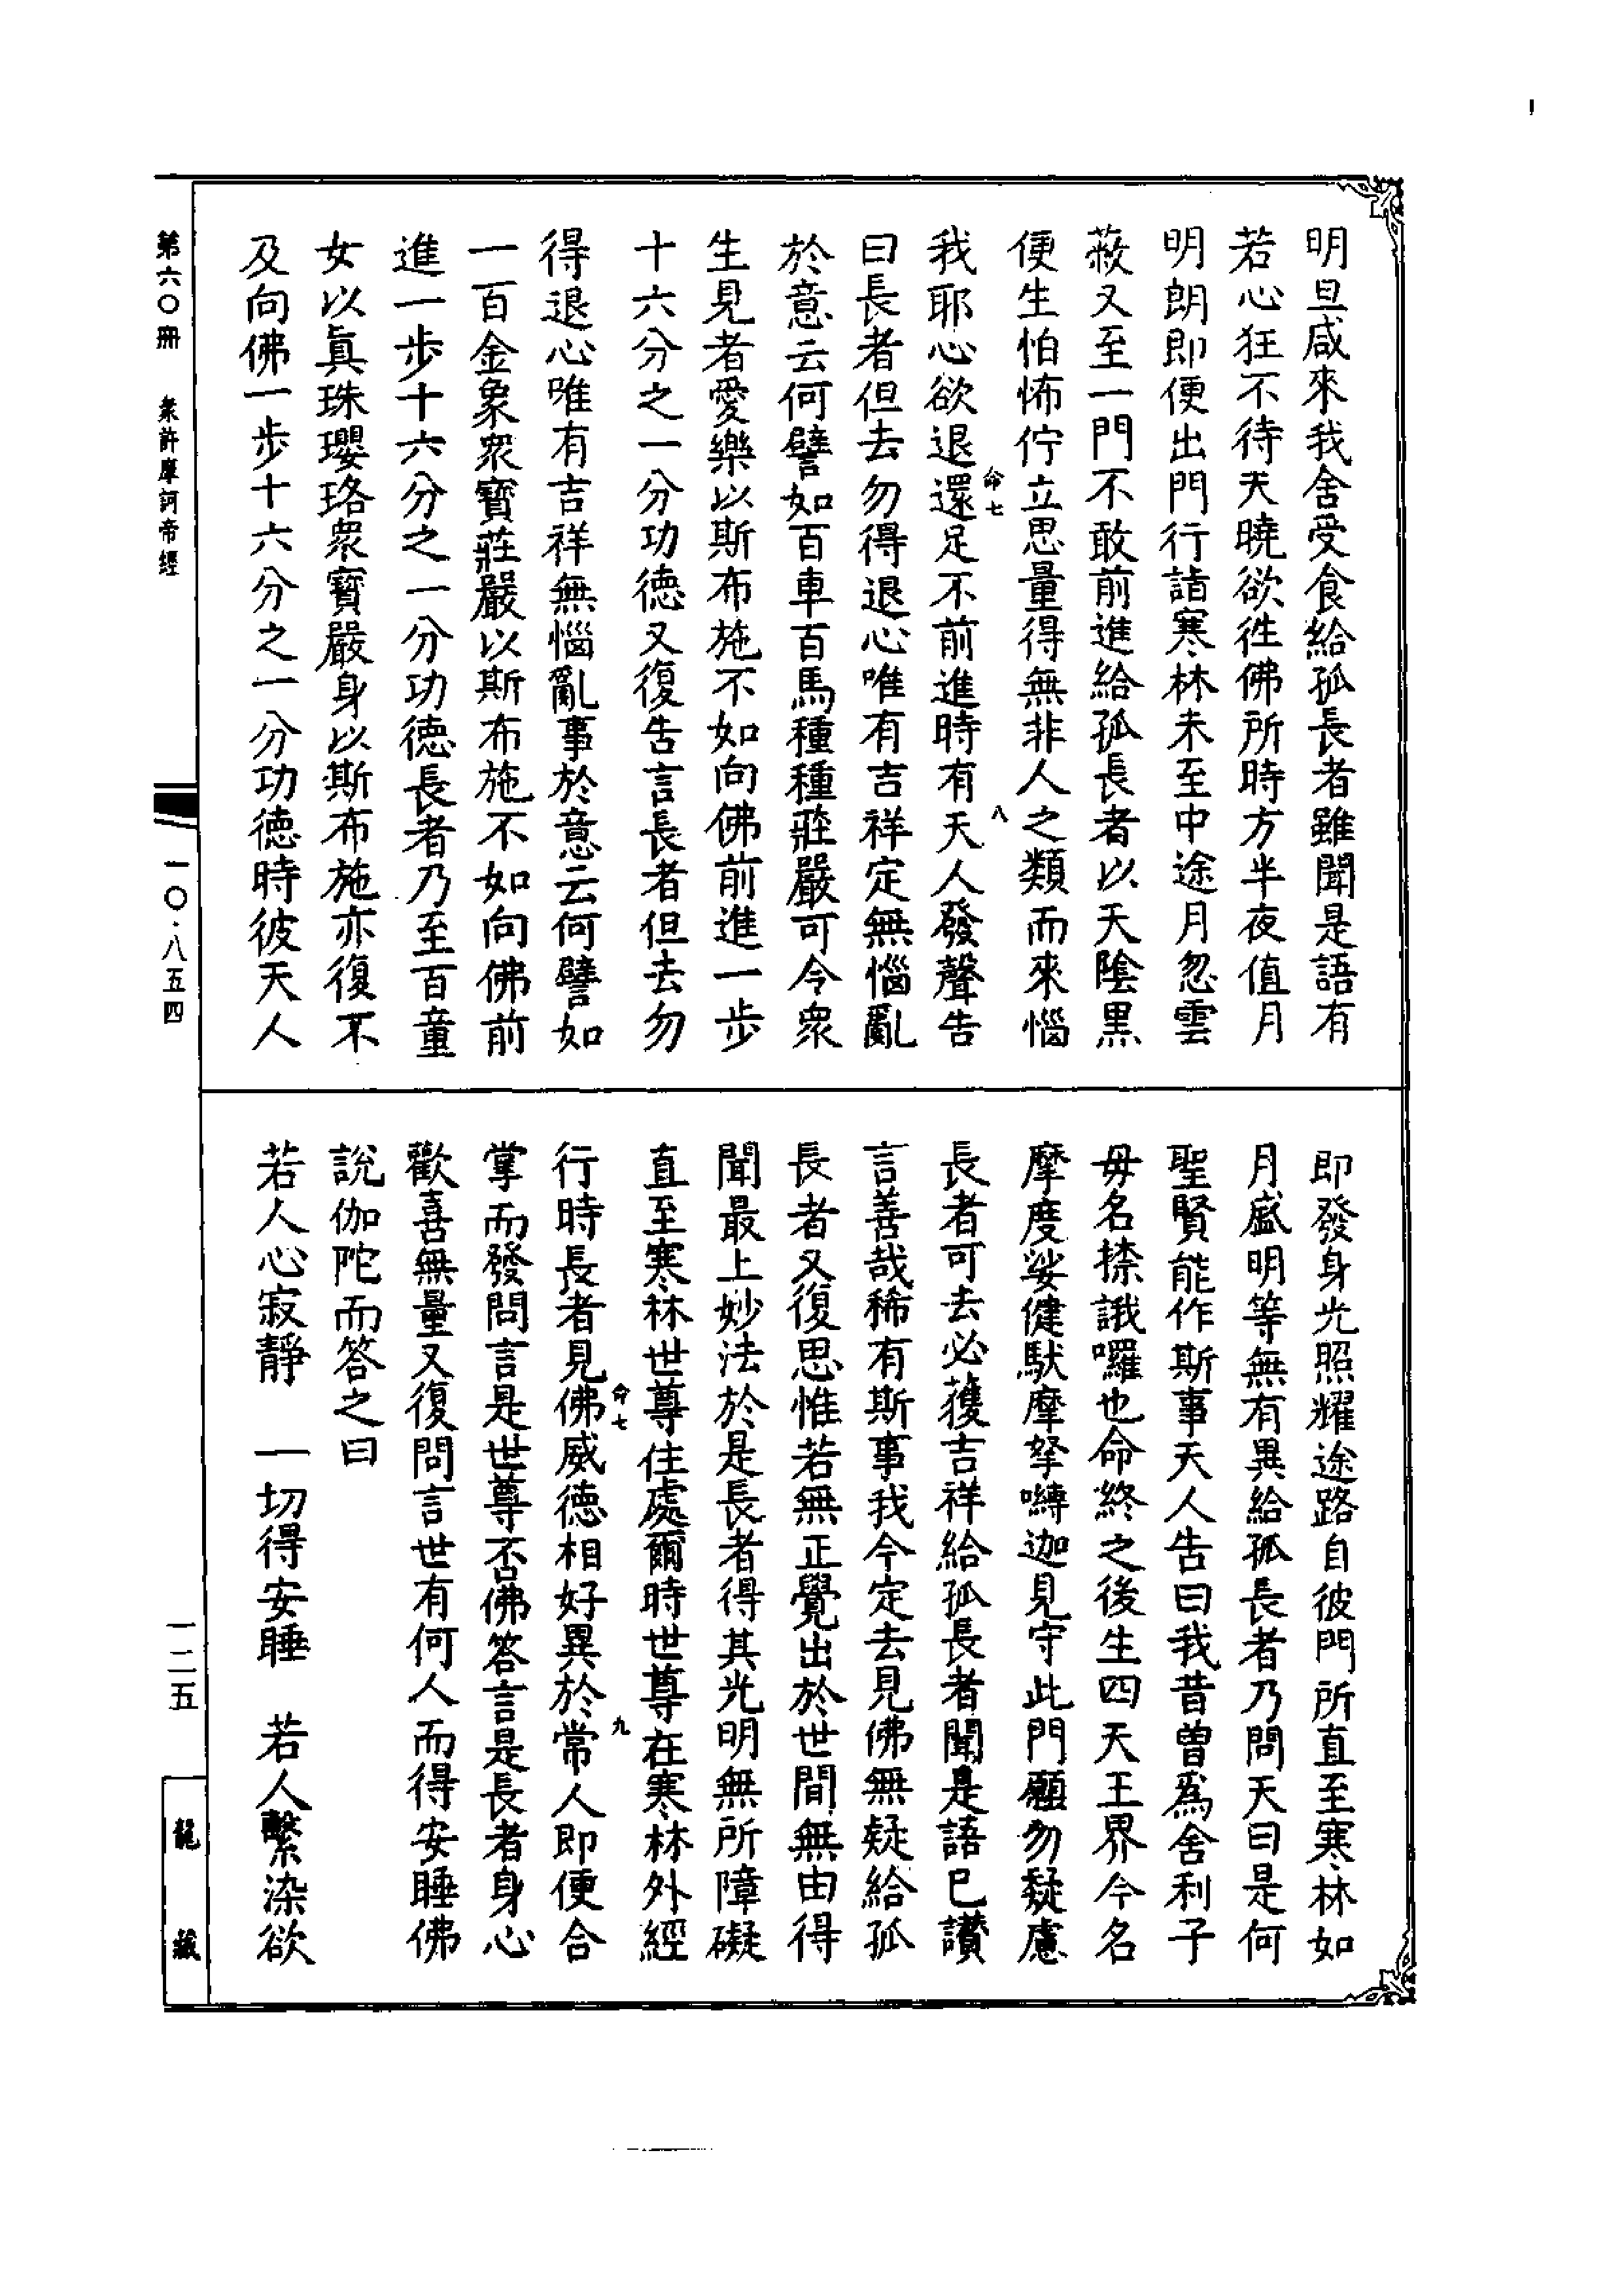 明旦咸來我舍受食給孤長者雖聞是語有
若心狂不待天曉欲徃佛所時方半夜值月
明朗即便出門行詣寒林未至中途月忽雲
蔽又至一門不敢前進給孤長者以天陰黑
便生怕怖佇立思量得無非人之類而來惱
我耶心欲退還足不前進時有天人發聲告
命七
八
曰長者但去勿得退心唯有吉祥定無惱亂
於意云何譬如百車百馬種種莊嚴可令衆
生見者愛樂以斯布施不如向佛前進一步
十六分之一分功德又復告言長者但去勿
得退心唯有吉祥無惱亂事於意云何譬如
一百金象衆寶莊嚴以斯布施不如向佛前
進一步十六分之一分功德長者乃至百童
女以真珠瓔珞衆寶嚴身以斯布施亦復不
及向佛一步十六分之一分功德時彼天人
即發身光照耀途路自彼門所直至寒林如
月盛明等無有異給孤長者乃問天曰是何
聖賢能作斯事天人告曰我昔曾爲舍利子
母名捺誐囉也命終之後生四天王界今名
摩度娑健馱摩拏嚩迦見守此門願勿疑慮
長者可去必獲吉祥給孤長者聞是語已讃
言善哉稀有斯事我今定去見佛無疑給孤
長者又復思惟若無正覺出於世間無由得
聞最上妙法於是長者得其光明無所障礙
直至寒林世尊住處爾時世尊在寒林外經
命七
九
行時長者見佛威德相好異於常人即便合
掌而發問言是世尊否佛答言是長者身心
歡喜無量又復問言世有何人而得安睡佛
說伽陀而答之曰
若人心寂靜　一切得安睡　若人繫染欲
第六〇冊　衆許摩訶帝經
一〇·八五四
一二五
龍藏